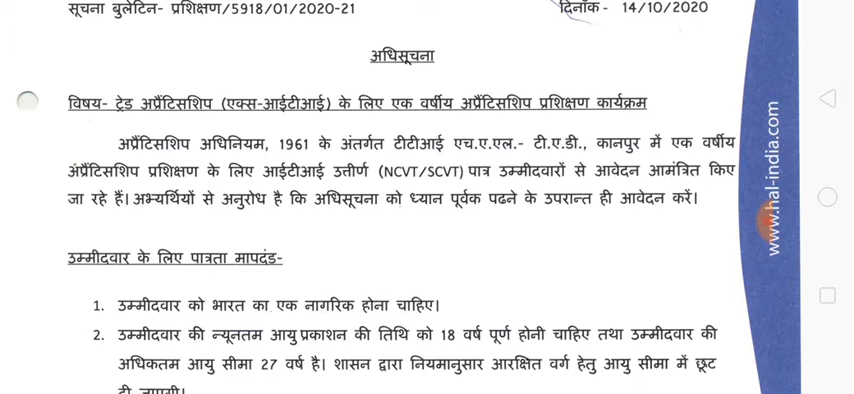 सूचना बुलेटिन- प्रशिक्षण/5918/01/2020-21
दिनाँक - 14/10/2020
अधिसूचना
विषय- ट्रेड अप्रैंटिसशिप (एक्स-आईटीआई) के लिए एक वर्षीय अप्रैंटिसशिप प्रशिक्षण कार्यक्रम
अप्रैंटिसशिप अधिनियम, 1961 के अंतर्गत टीटीआई एच.ए.एल.- टी.ए.डी., कानपुर में एक वर्षीय
अप्रैंटिसशिप प्रशिक्षण के लिए आईटीआई उत्तीर्ण (NCVT/SCVT) पात्र उम्मीदवारों से आवेदन आमंत्रित किए
जा रहे हैं। अभ्यर्थियों से अनुरोध है कि अधिसूचना को ध्यान पूर्वक पढने के उपरान्त ही आवेदन करें।
उम्मीदवार के लिए पात्रता मापदंड-
1. उम्मीदवार को भारत का एक नागरिक होना चाहिए।
2. उम्मीदवार की न्यूनतम आयु प्रकाशन की तिथि को 18 वर्ष पूर्ण होनी चाहिए तथा उम्मीदवार की
अधिकतम आयु सीमा 27 वर्ष है। शासन द्वारा नियमानुसार आरक्षित वर्ग हेतु आयु सीमा में छूट
www.hal-india.com